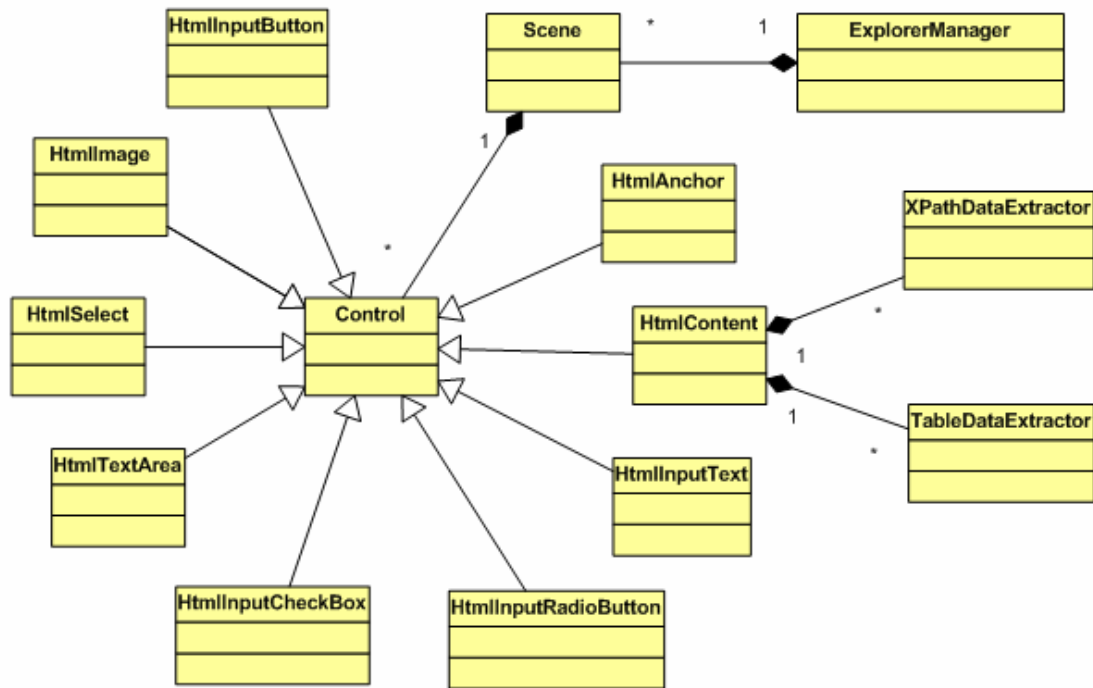 HtmlInputButton
Scene
*
1
ExplorerManager
1
HtmlImage
HtmlAnchor
XPathDataExtractor
*
HtmlSelect
Control
HtmlContent
*
1
1
TableDataExtractor
*
HtmlTextArea
HtmlInputText
HtmlInputCheckBox
HtmlInputRadioButton